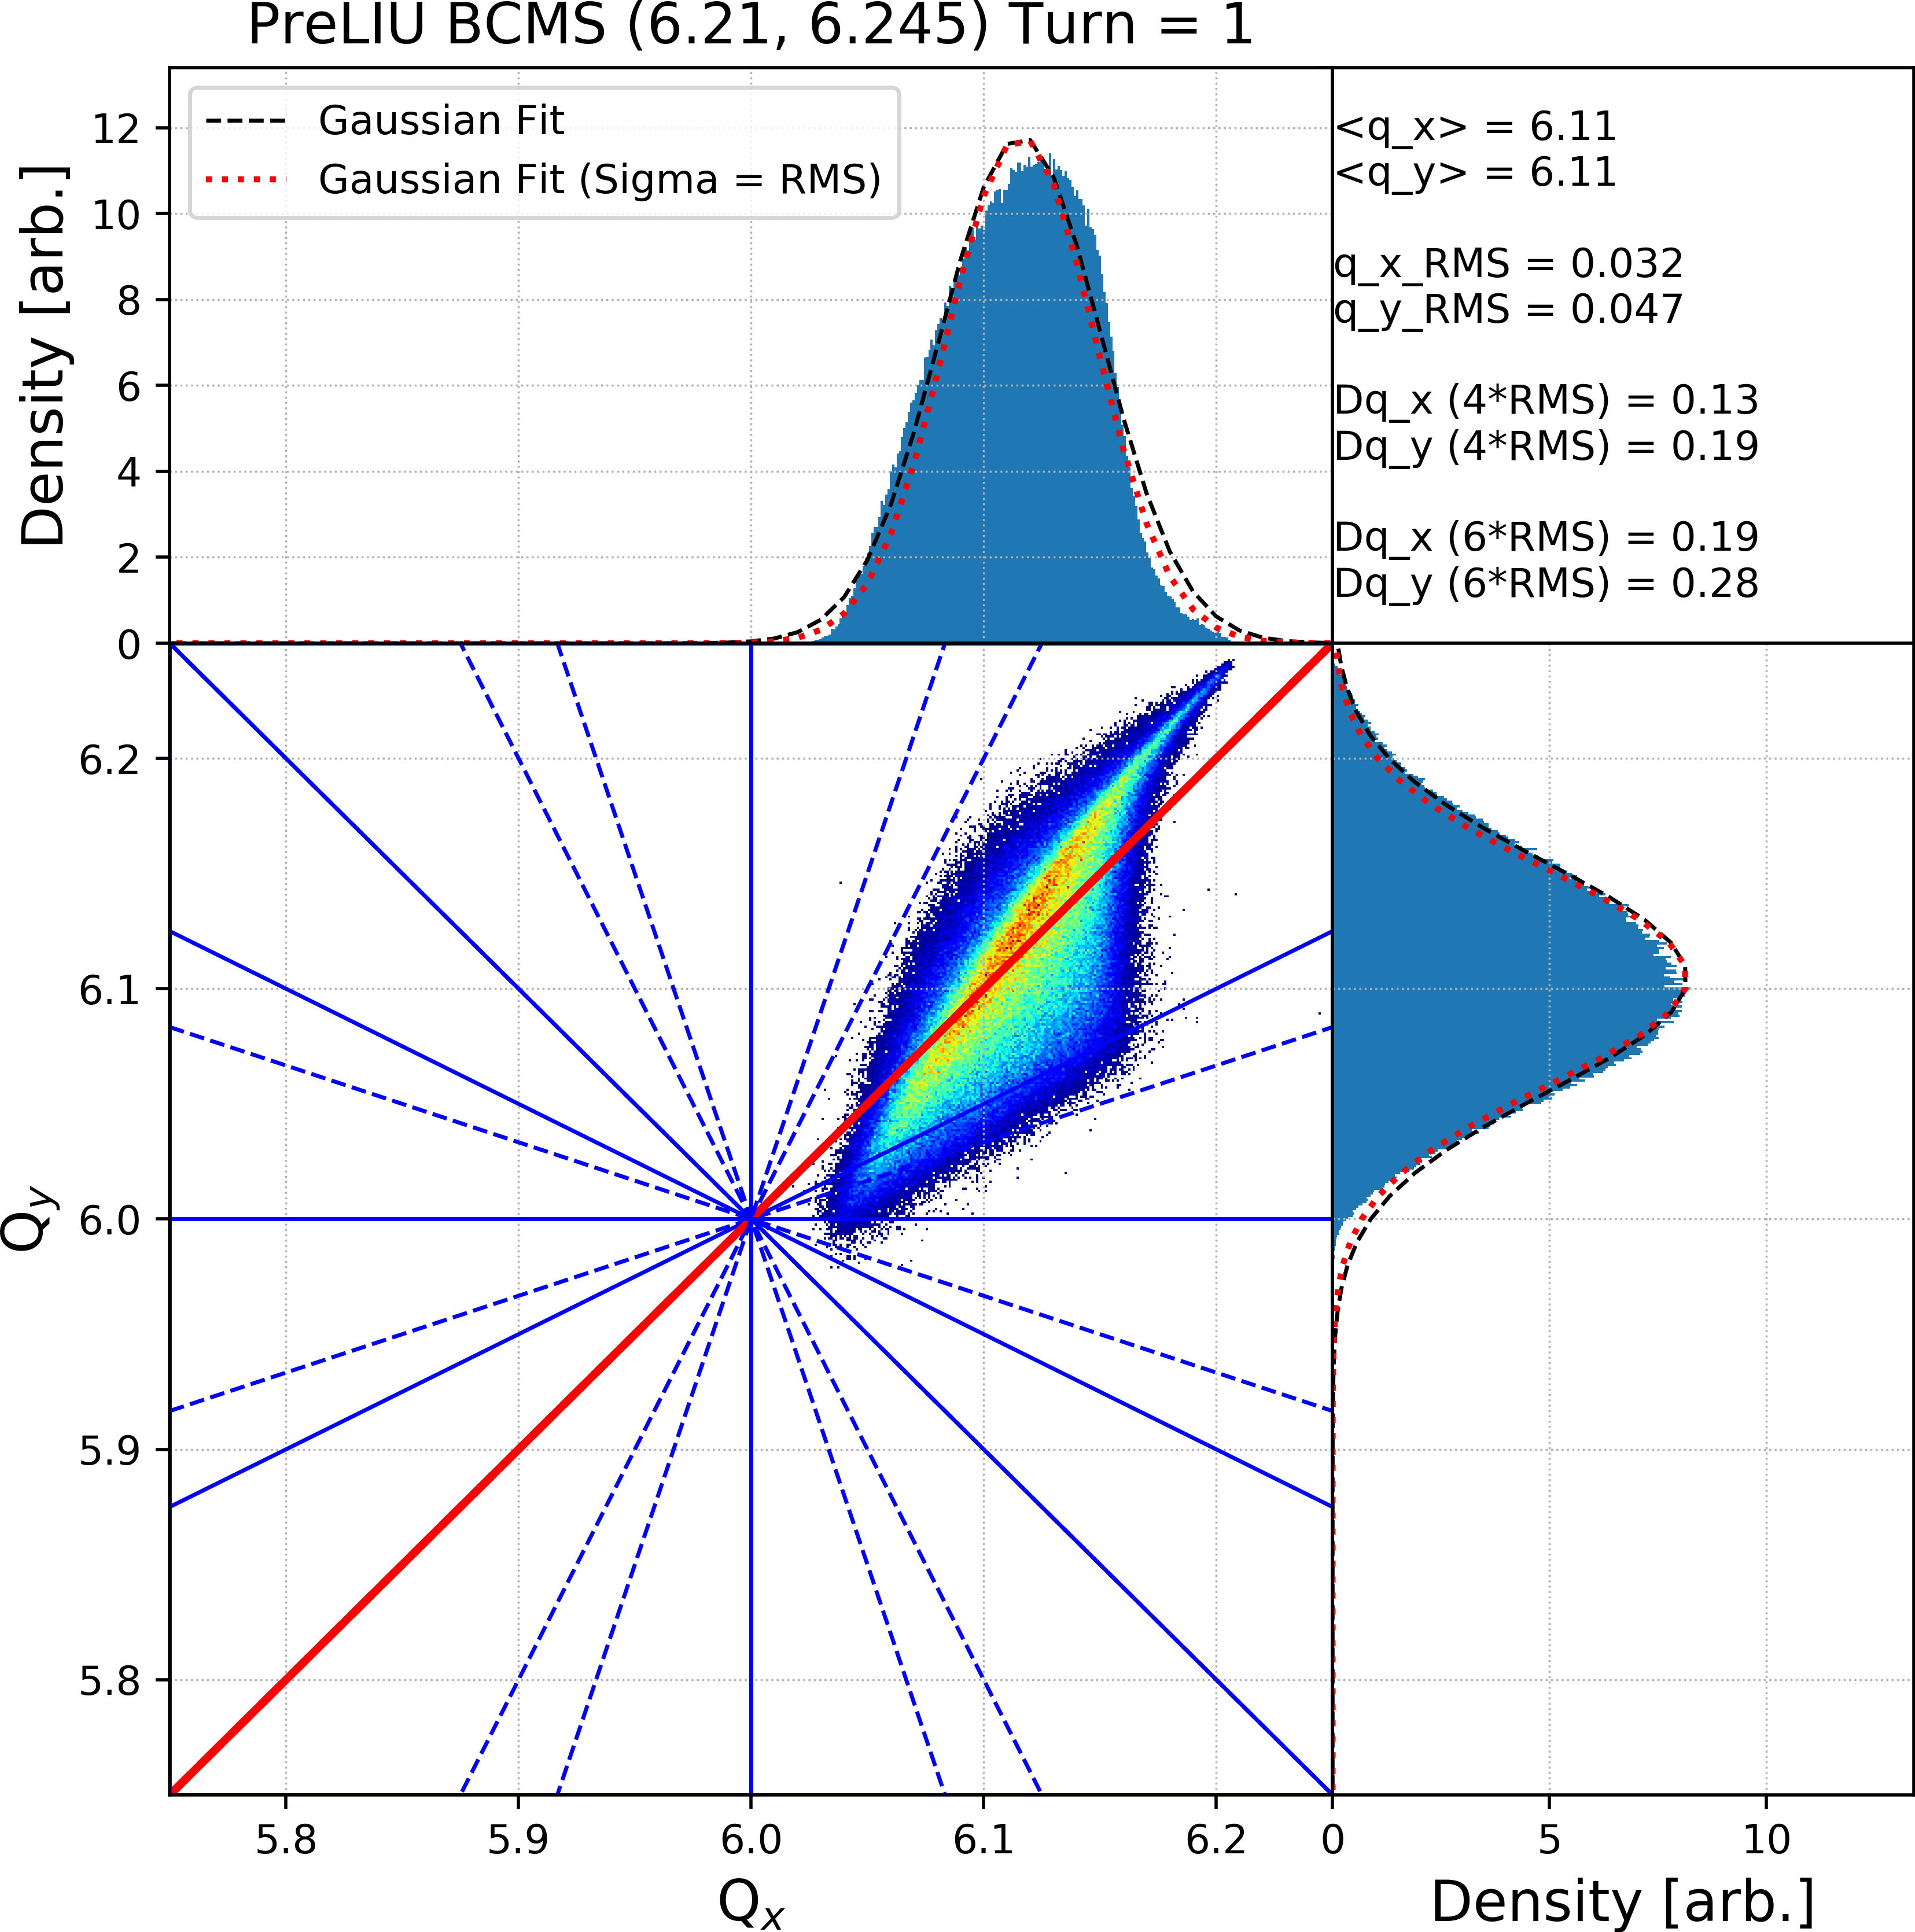 PreLIU BCMS (6.21, 6.245) Turn = 1
Gaussian Fit
Gaussian Fit (Sigma = RMS)
Density [arb.]
12
10
8
6
4
2
0
<q_x> = 6.11
<q_y> = 6.11
q_x_RMS = 0.032
q_y_RMS = 0.047
Dq_x (4*RMS) = 0.13
Dq_y (4*RMS) = 0.19
Dq_x (6*RMS) = 0.19
Dq_y (6*RMS) = 0.28
Qy
6.2
6.1
6.0
5.9
5.8
5.8 5.9 6.0 6.1 6.2
Qx
0 5 10
Density [arb.]